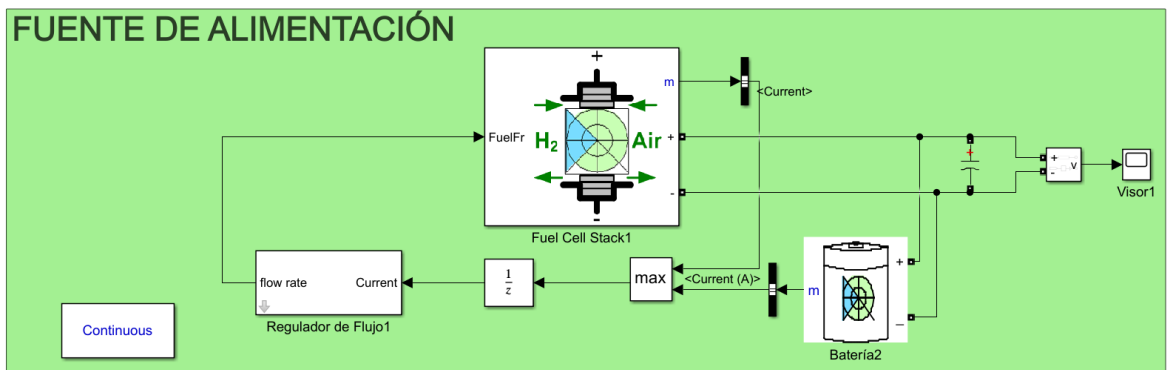 FUENTE DE ALIMENTACIÓN
+
m
<Current>
FuelFr
H2
Air
+
-
-
Fuel Cell Stack1
+
+
-
v
Visor1
flow rate
Current
Regulador de Flujo1
1
z
max
<Current (A)>
m
+
–
Batería2
Continuous